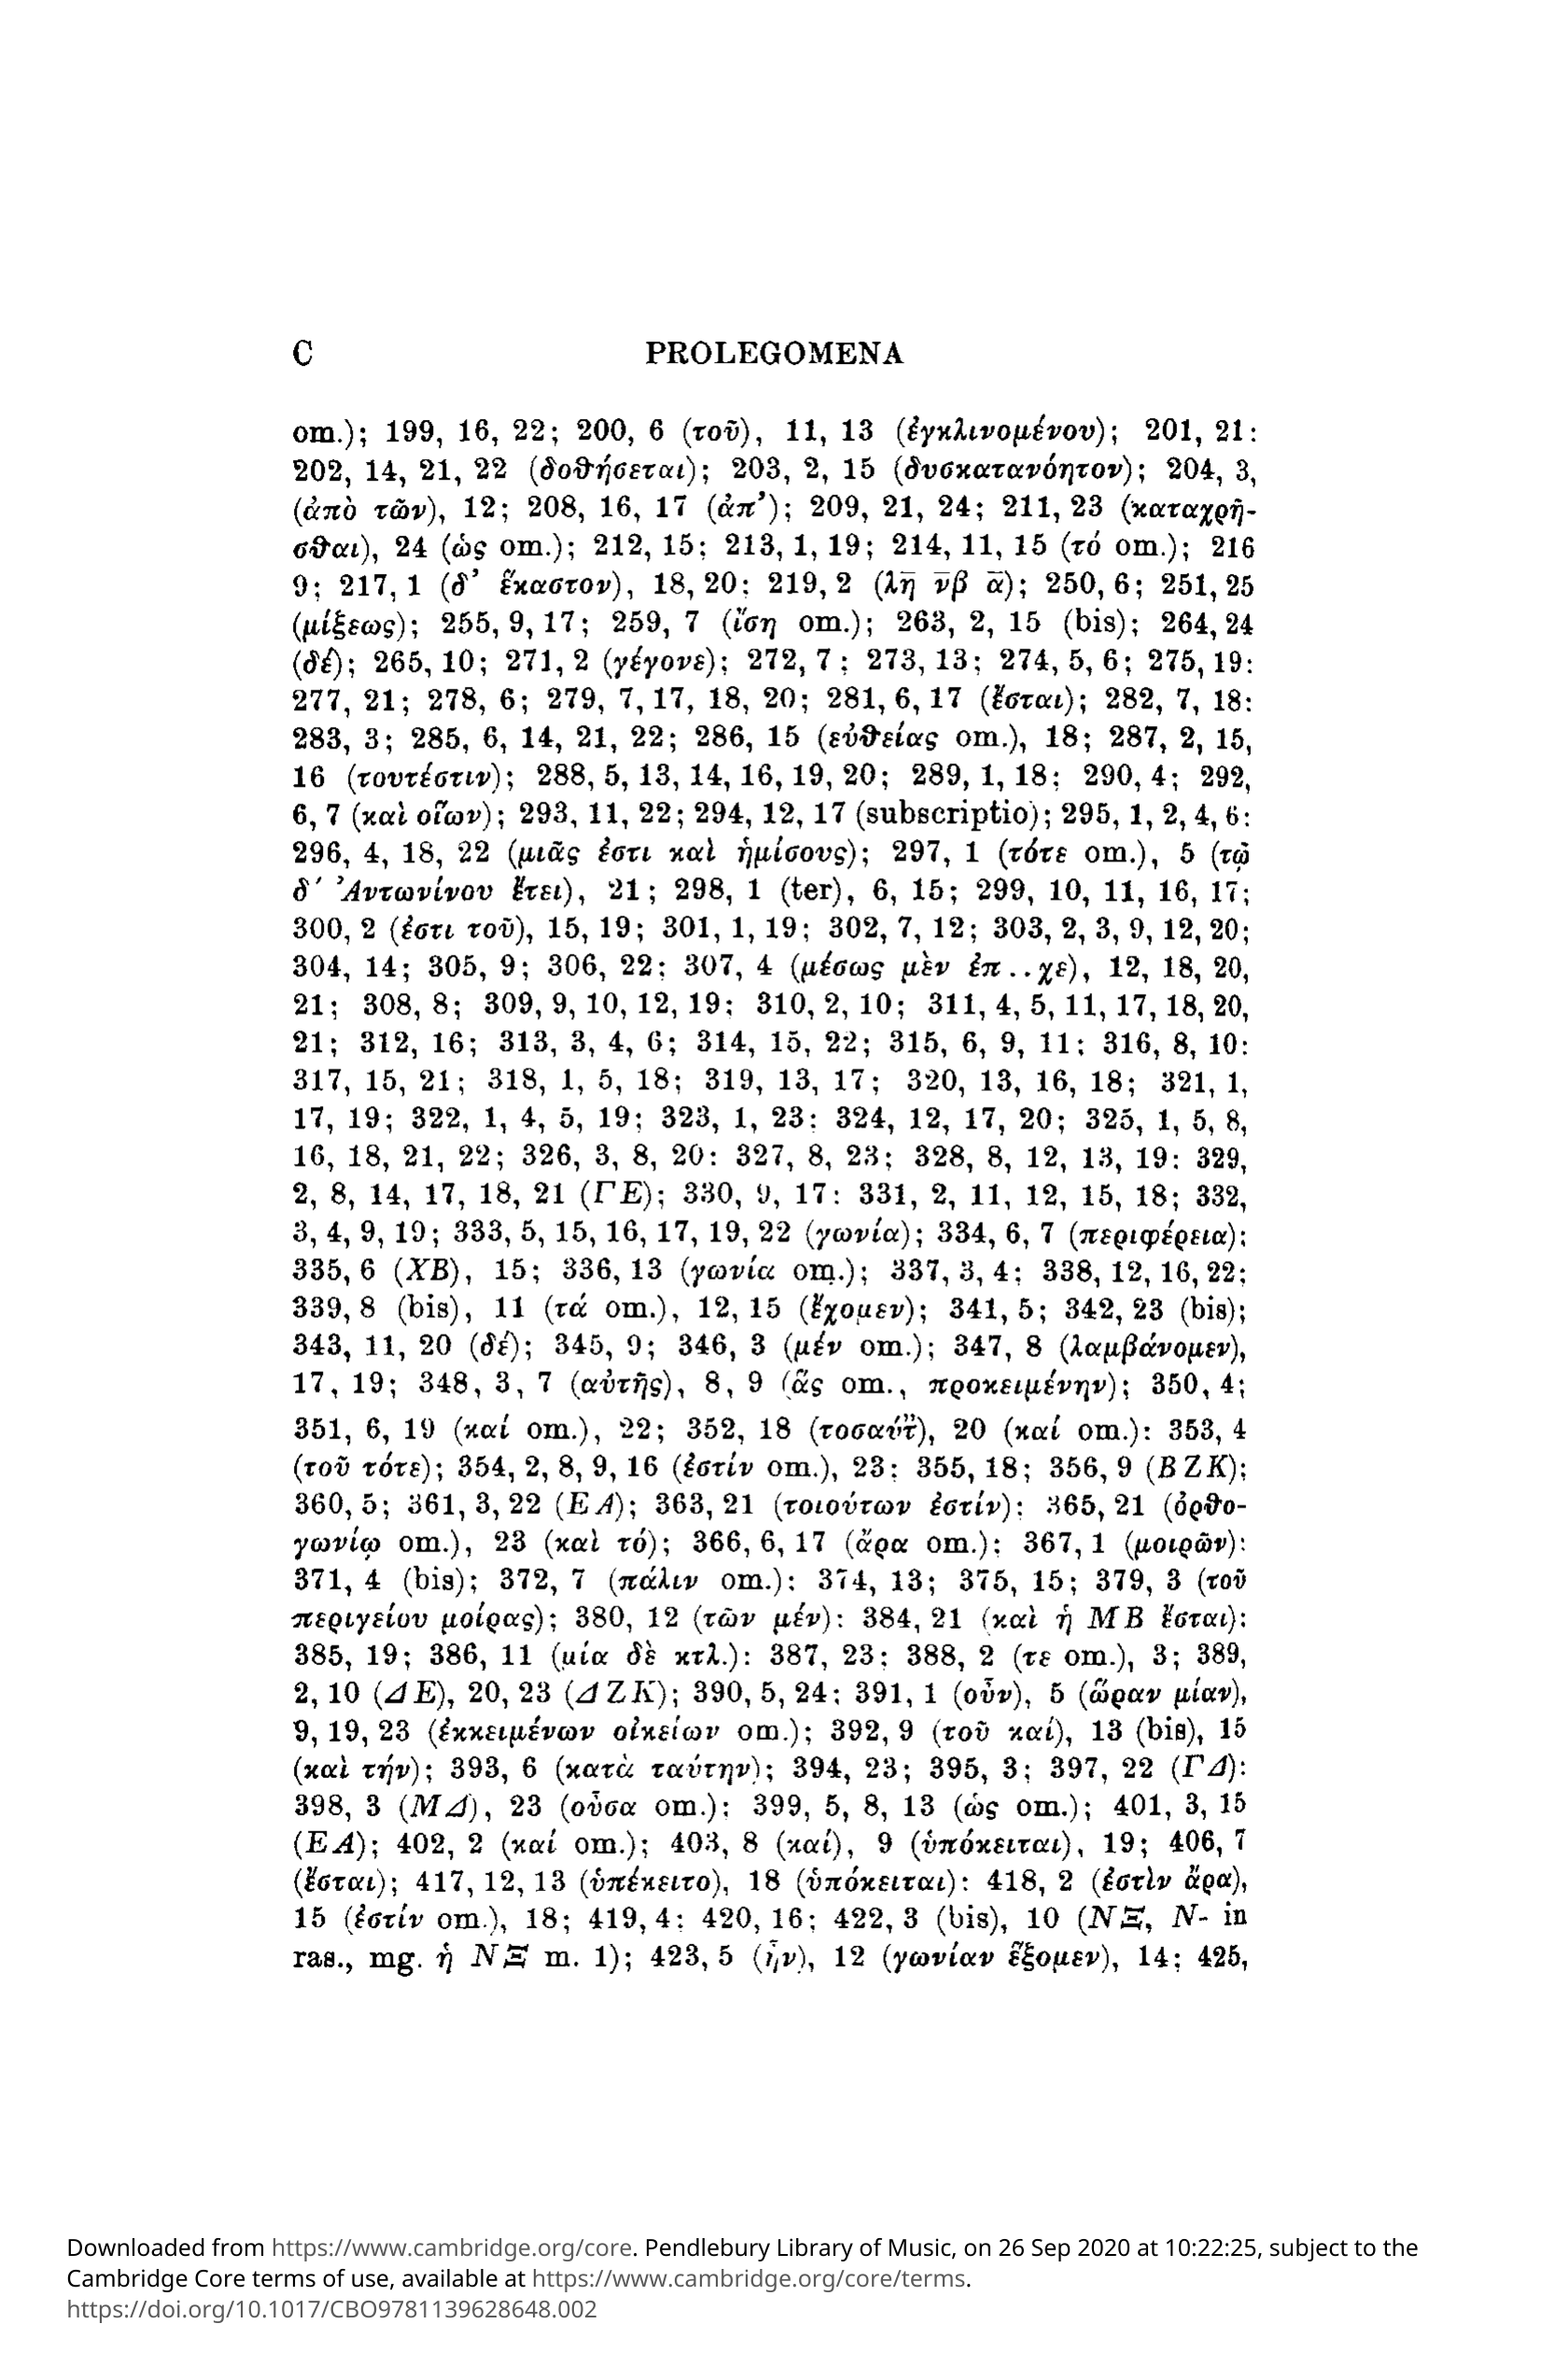 C PROLEGOMENA
om.); 199, 16, 22; 200, 6 (τοῦ), 11, 13 (ἐγκλινομένου); 201, 21:
202, 14, 21, 22 (δοθήσεται); 203, 2, 15 (δυσκατανόητον); 204, 3,
(ἀπὸ τῶν), 12; 208, 16, 17 (ἀπ’); 209, 21, 24; 211, 23 (καταχρῆ-
σθαι), 24 (ὡς om.); 212, 15; 213, 1, 19; 214, 11, 15 (τό om.); 216
9; 217, 1 (δ’ ἕκαστον), 18, 20; 219, 2 (λη̄ ν̄β ᾱ); 250, 6; 251, 25
(μίξεως); 255, 9, 17; 259, 7 (ἴση om.); 263, 2, 15 (bis); 264, 24
(δέ); 265, 10; 271, 2 (γέγονε); 272, 7; 273, 13; 274, 5, 6; 275, 19:
277, 21; 278, 6; 279, 7, 17, 18, 20; 281, 6, 17 (ἔσται); 282, 7, 18:
283, 3; 285, 6, 14, 21, 22; 286, 15 (εὐθείας om.), 18; 287, 2, 15,
16 (τουτέστιν); 288, 5, 13, 14, 16, 19, 20; 289, 1, 18; 290, 4; 292,
6, 7 (καὶ οἵων); 293, 11, 22; 294, 12, 17 (subscriptio); 295, 1, 2, 4, 6:
296, 4, 18, 22 (μιᾶς ἐστι καὶ ἡμίσους); 297, 1 (τότε om.), 5 (τῷ
δ′ Ἀντωνίνου ἔτει), 21; 298, 1 (ter), 6, 15; 299, 10, 11, 16, 17;
300, 2 (ἐστι τοῦ), 15, 19; 301, 1, 19; 302, 7, 12; 303, 2, 3, 9, 12, 20;
304, 14; 305, 9; 306, 22; 307, 4 (μέσως μὲν ἐπ..χε), 12, 18, 20,
21; 308, 8; 309, 9, 10, 12, 19; 310, 2, 10; 311, 4, 5, 11, 17, 18, 20,
21; 312, 16; 313, 3, 4, 6; 314, 15, 22; 315, 6, 9, 11; 316, 8, 10:
317, 15, 21; 318, 1, 5, 18; 319, 13, 17; 320, 13, 16, 18; 321, 1,
17, 19; 322, 1, 4, 5, 19; 323, 1, 23: 324, 12, 17, 20; 325, 1, 5, 8,
16, 18, 21, 22; 326, 3, 8, 20: 327, 8, 23; 328, 8, 12, 13, 19: 329,
2, 8, 14, 17, 18, 21 (ΓΕ); 330, 9, 17: 331, 2, 11, 12, 15, 18; 332,
3, 4, 9, 19; 333, 5, 15, 16, 17, 19, 22 (γωνία); 334, 6, 7 (περιφέρεια);
335, 6 (ΧΒ), 15; 336, 13 (γωνία om.); 337, 3, 4; 338, 12, 16, 22;
339, 8 (bis), 11 (τά om.), 12, 15 (ἔχομεν); 341, 5; 342, 23 (bis);
343, 11, 20 (δέ); 345, 9; 346, 3 (μέν om.); 347, 8 (λαμβάνομεν),
17, 19; 348, 3, 7 (αὐτῆς), 8, 9 (ἅς om., προκειμένην); 350, 4;
351, 6, 19 (καί om.), 22; 352, 18 (τοσαύτ̈), 20 (καί om.): 353, 4
(τοῦ τότε); 354, 2, 8, 9, 16 (ἐστίν om.), 23: 355, 18; 356, 9 (ΒΖΚ);
360, 5; 361, 3, 22 (ΕΛ); 363, 21 (τοιούτων ἐστίν): 365, 21 (ὀρθο-
γωνίῳ om.), 23 (καὶ τό); 366, 6, 17 (ἄρα om.); 367, 1 (μοιρῶν):
371, 4 (bis); 372, 7 (πάλιν om.): 374, 13; 375, 15; 379, 3 (τοῦ
περιγείου μοίρας); 380, 12 (τῶν μέν): 384, 21 (καὶ ἡ ΜΒ ἔσται):
385, 19; 386, 11 (μία δὲ κτλ.): 387, 23; 388, 2 (τε om.), 3; 389,
2, 10 (ΔΕ), 20, 23 (ΔΖΚ); 390, 5, 24; 391, 1 (οὖν), 5 (ὥραν μίαν),
9, 19, 23 (ἐκκειμένων οἰκείων om.); 392, 9 (τοῦ καί), 13 (bis), 15
(καὶ τήν); 393, 6 (κατὰ ταύτην); 394, 23; 395, 3; 397, 22 (ΓΔ):
398, 3 (ΜΔ), 23 (οὖσα om.); 399, 5, 8, 13 (ὡς om.); 401, 3, 15
(ΕΑ); 402, 2 (καί om.); 403, 8 (καί), 9 (ὑπόκειται), 19; 406, 7
(ἔσται); 417, 12, 13 (ὑπέκειτο), 18 (ὑπόκειται): 418, 2 (ἐστὶν ἄρα),
15 (ἐστίν om.), 18; 419, 4: 420, 16; 422, 3 (bis), 10 (ΝΞ, Ν- in
ras., mg. ἡ ΝΞ m. 1); 423, 5 (ἦν), 12 (γωνίαν ἕξομεν), 14; 425,
Downloaded from https://www.cambridge.org/core. Pendlebury Library of Music, on 26 Sep 2020 at 10:22:25, subject to the
Cambridge Core terms of use, available at https://www.cambridge.org/core/terms.
https://doi.org/10.1017/CBO9781139628648.002